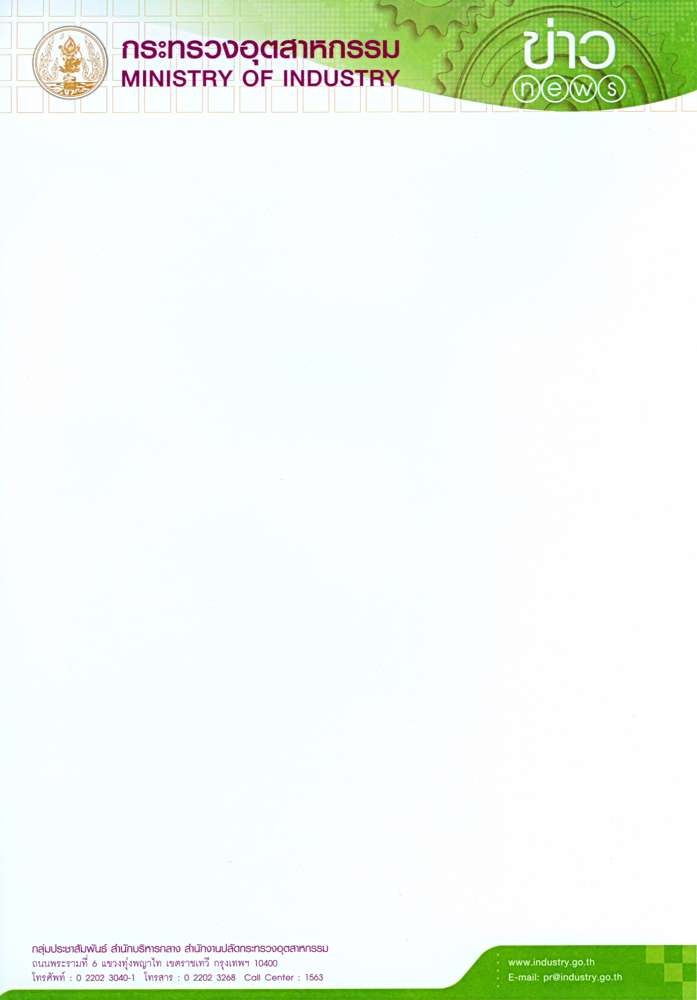 กระทรวงอุตสาหกรรม
MINISTRY OF INDUSTRY
ข่าว
news
กลุ่มประชาสัมพันธ์ สำนักบริหารกลาง สำนักงานปลัดกระทรวงอุตสาหกรรม
ถนนพระรามที่ 6 แขวงทุ่งพญาไท เขตราชเทวี กรุงเทพฯ 10400
โทรศัพท์ : 0 2202 3040-1 โทรสาร : 0 2202 3268 Call Center : 1563
www.industry.go.th
E-mail: pr@industry.go.th